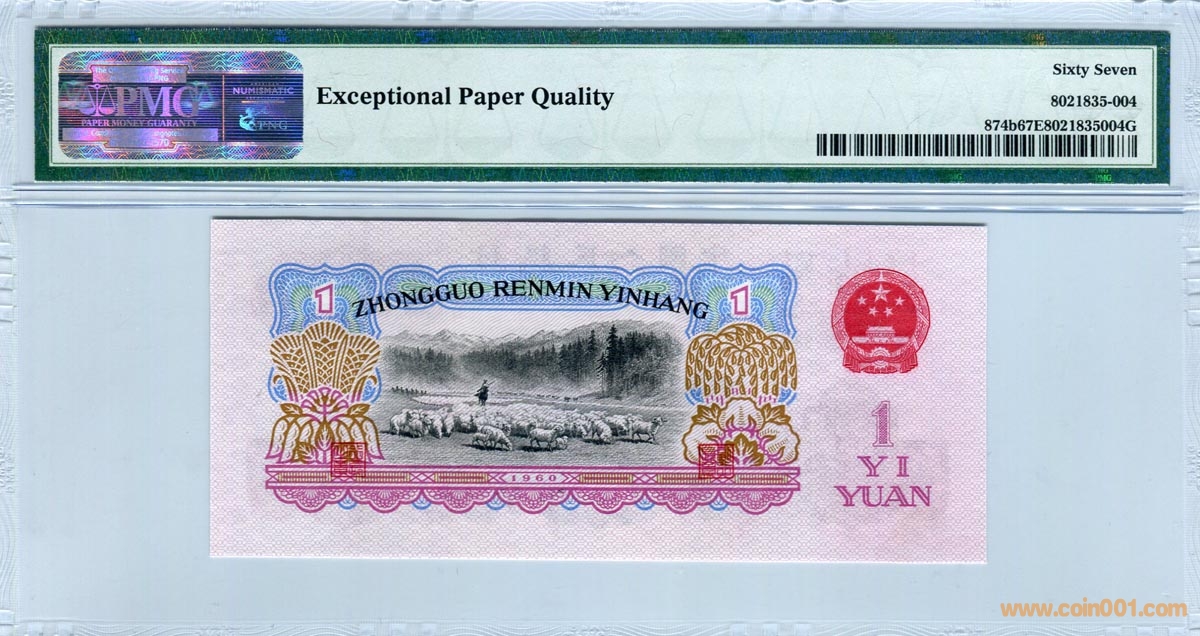 PMG
PAPER MONEY GUARANTY
NUMISMATIC
PNG
Exceptional Paper Quality
Sixty Seven
8021835-004
874b67E8021835004G
1
ZHONGGUO RENMIN YINHANG
1
1960
1
YI
YUAN
www.coin001.com